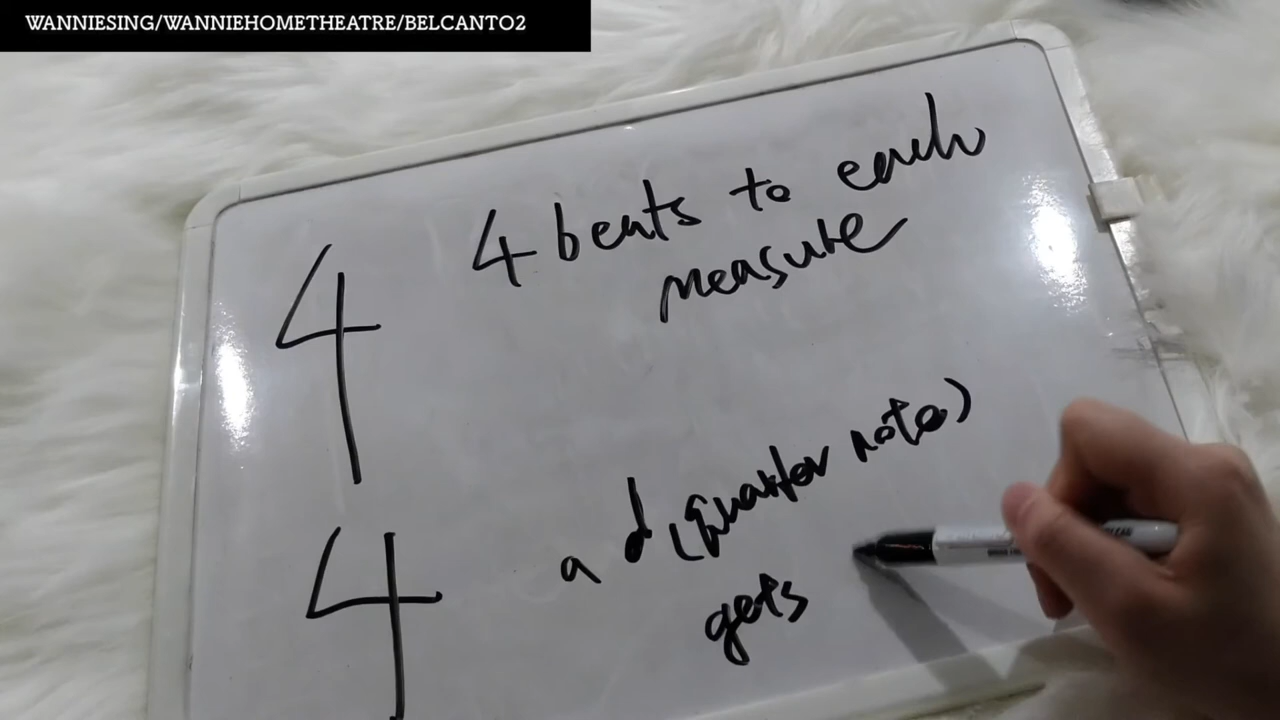 WANNIESING/WANNIEHOMETHEATRE/BELCANTO2
4 4 beats to each
measure
4 a ♩ (quarter note)
gets